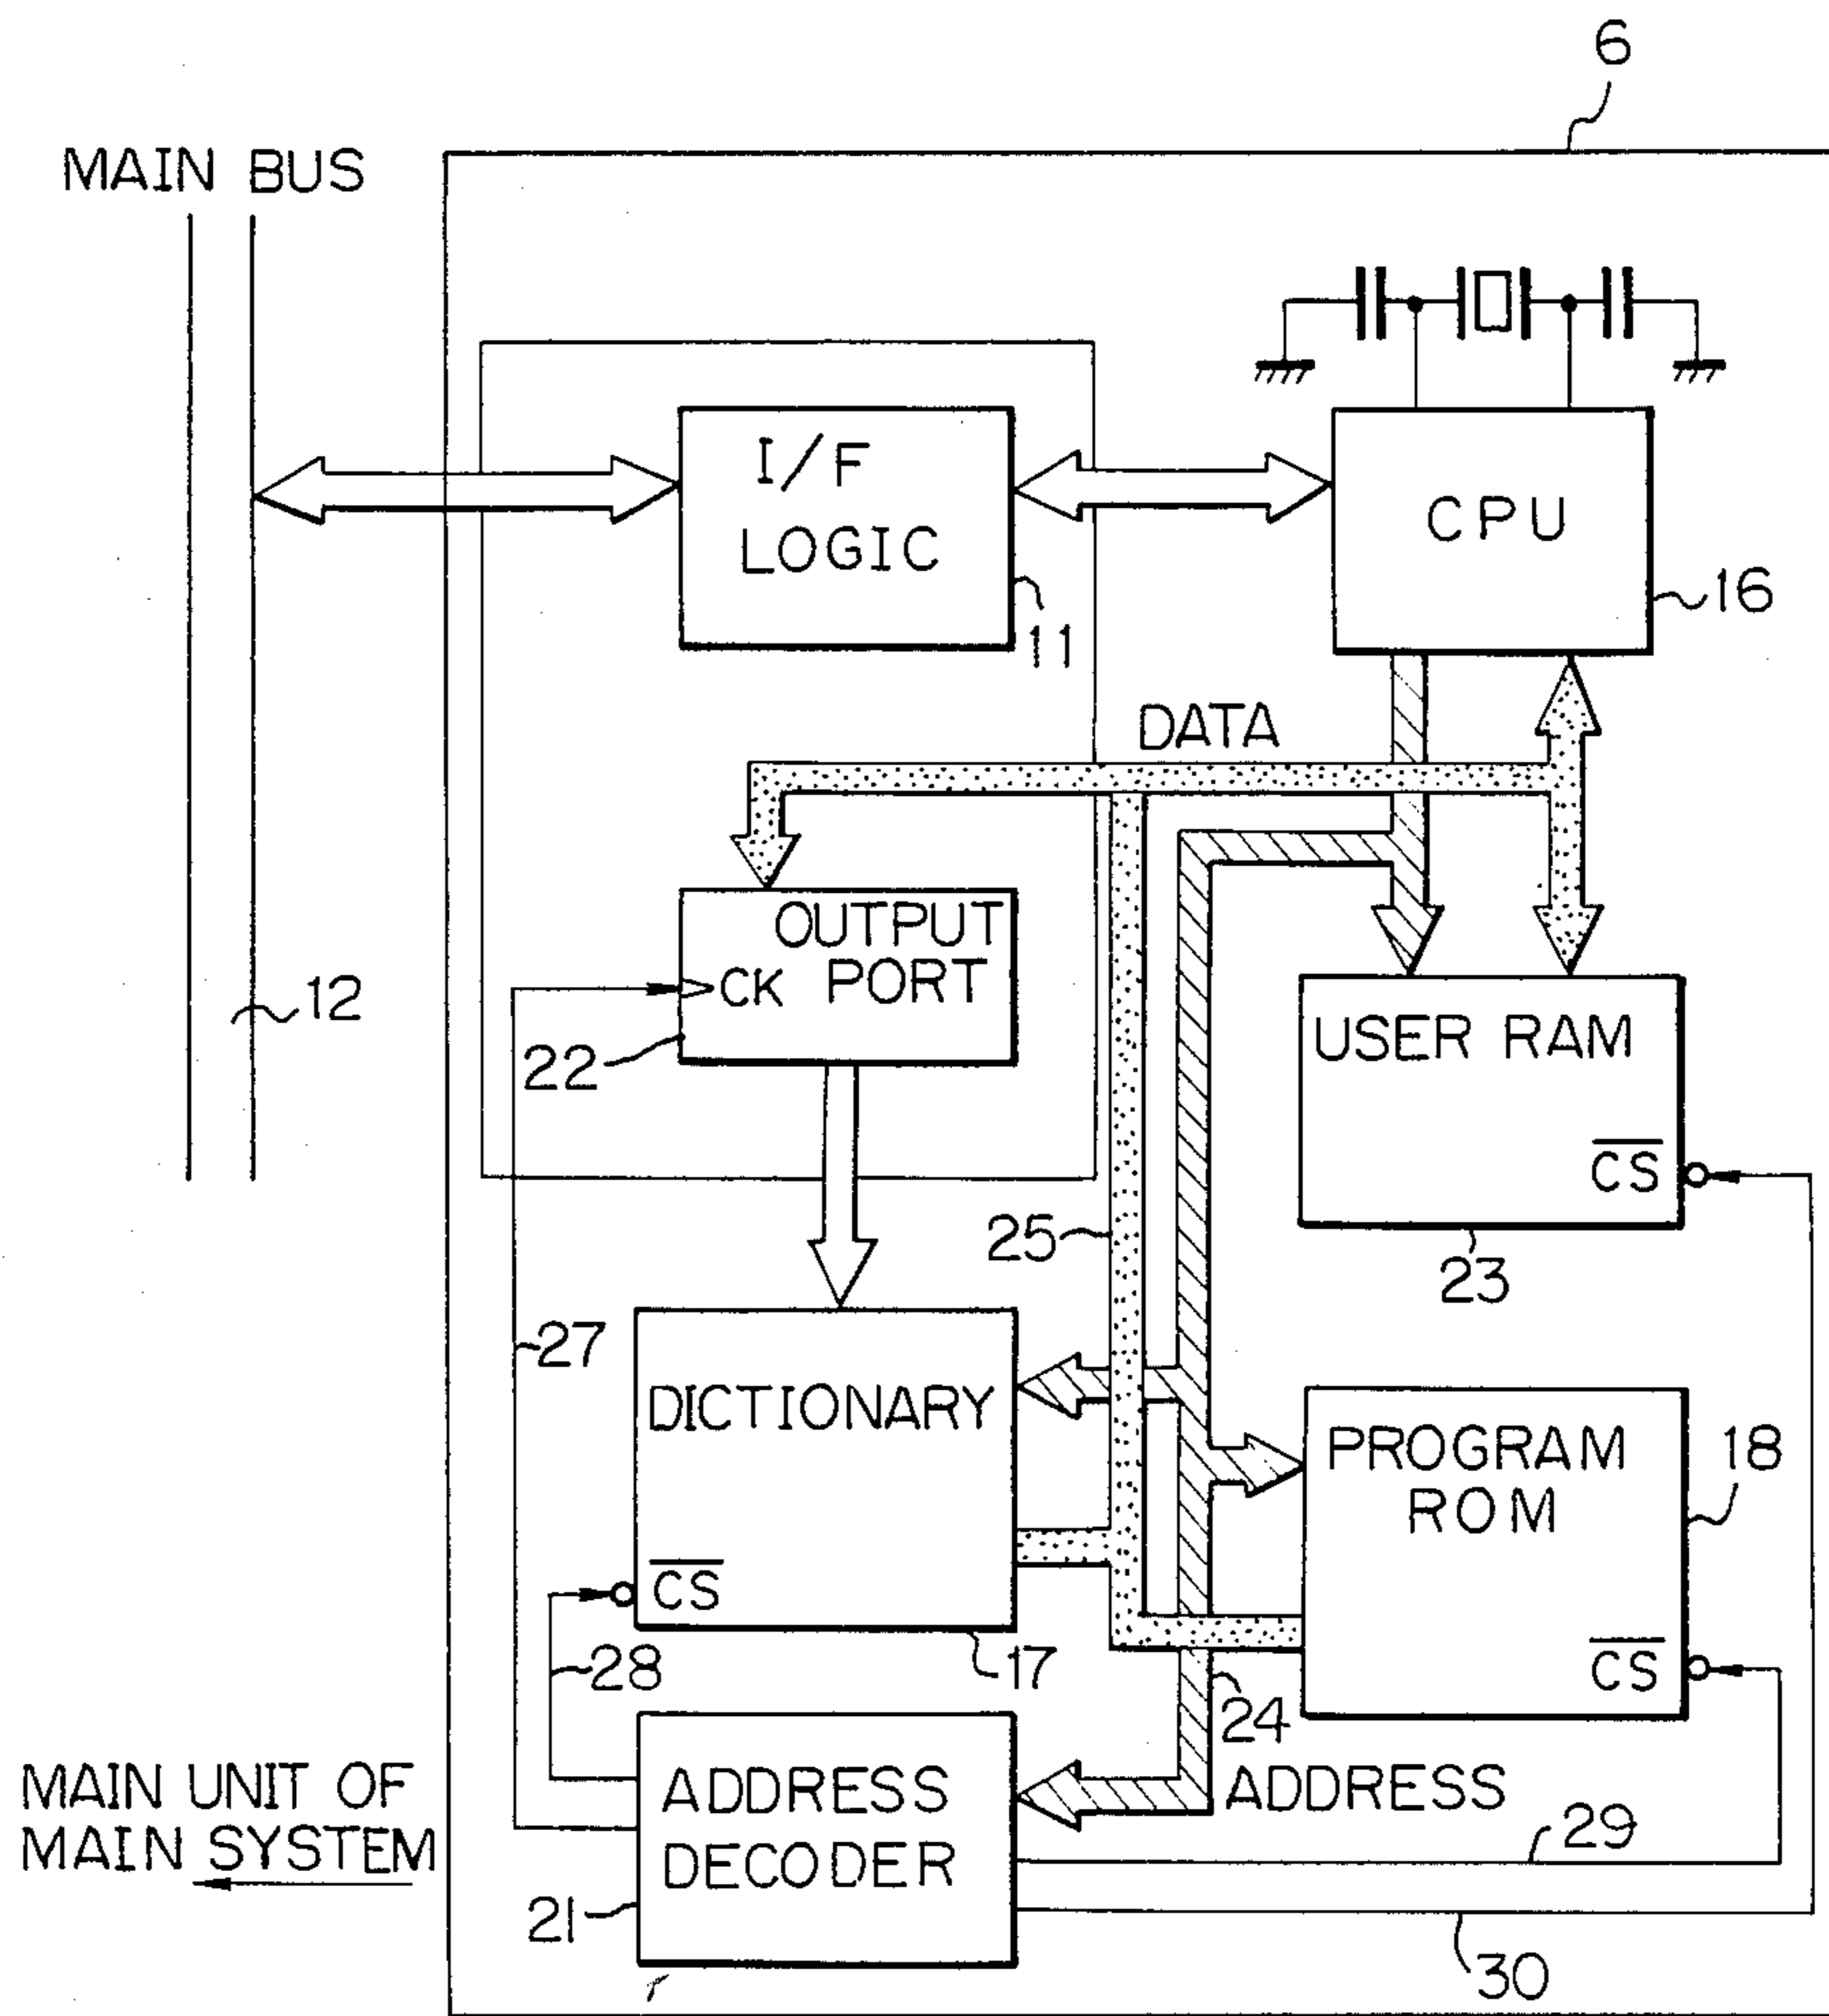 6
MAIN BUS
I/F
LOGIC
11
CPU
16
DATA
OUTPUT
PORT
CK
22
12
USER RAM
CS
23
25
27
DICTIONARY
CS
17
28
PROGRAM
ROM
18
CS
24
ADDRESS
MAIN UNIT OF
MAIN SYSTEM
ADDRESS
DECODER
21
29
30